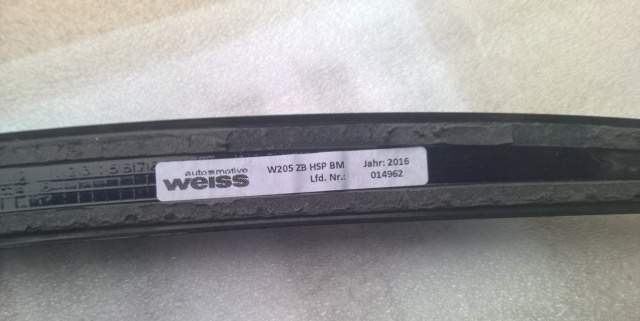 automotive
weiss
W205 ZB HSP BM
Lfd. Nr.:
Jahr: 2016
014962